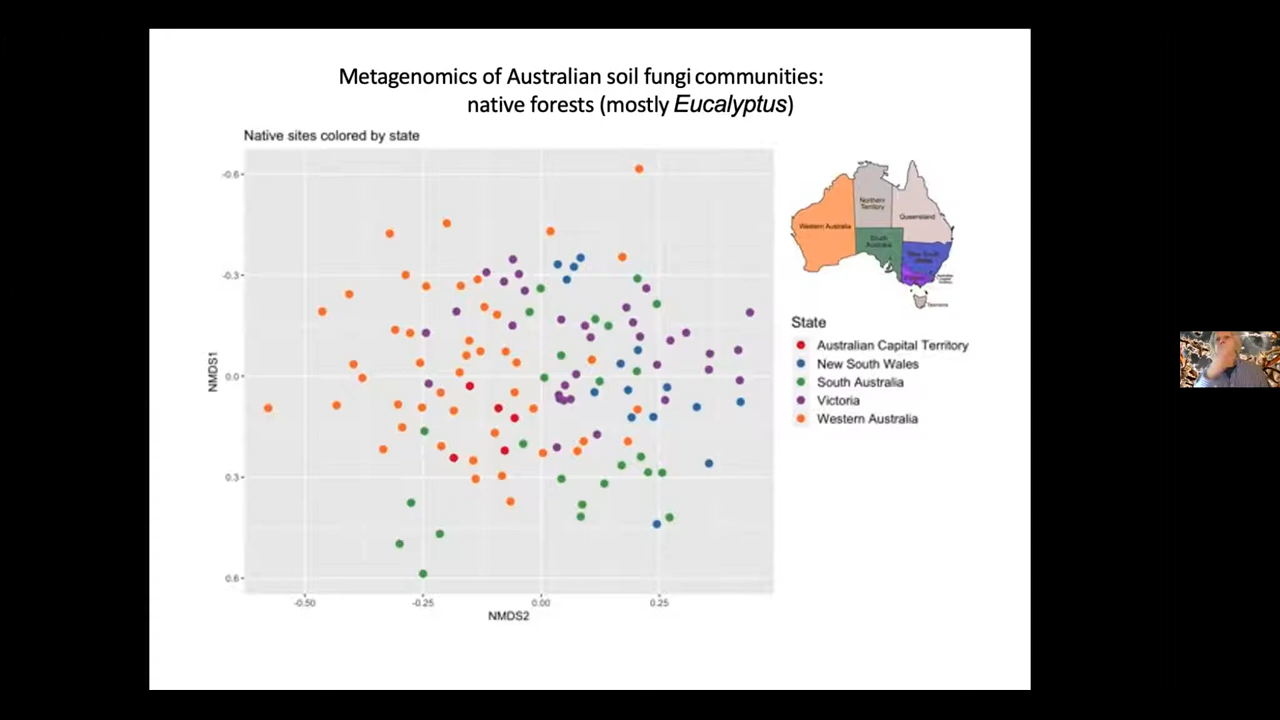 Metagenomics of Australian soil fungi communities:
native forests (mostly Eucalyptus)
Native sites colored by state
-0.6
-0.3
0.0
0.3
0.6
NMDS1
-0.50
-0.25
0.00
0.25
NMDS2
Northern
Territory
Queensland
Western Australia
South
Australia
New South
Wales
Tasmania
State
Australian Capital Territory
New South Wales
South Australia
Victoria
Western Australia